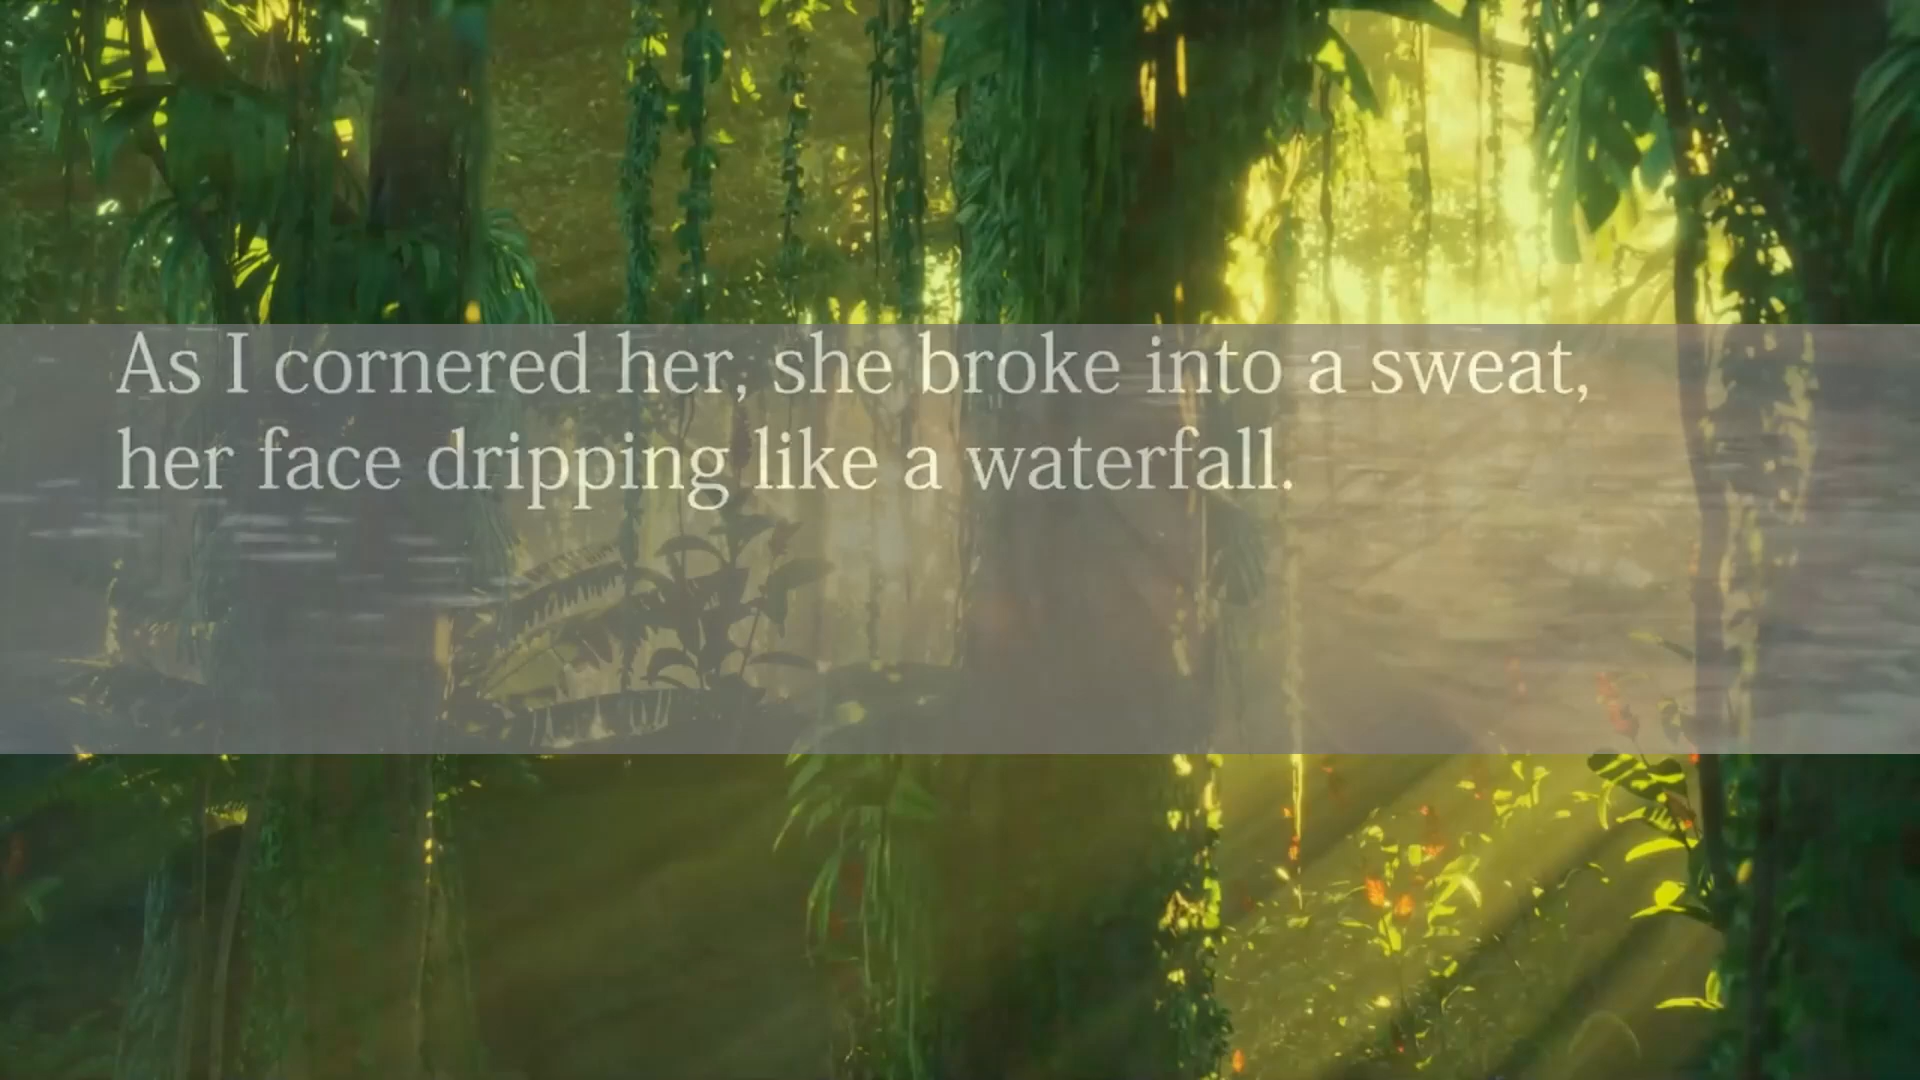 As I cornered her, she broke into a sweat,
her face dripping like a waterfall.